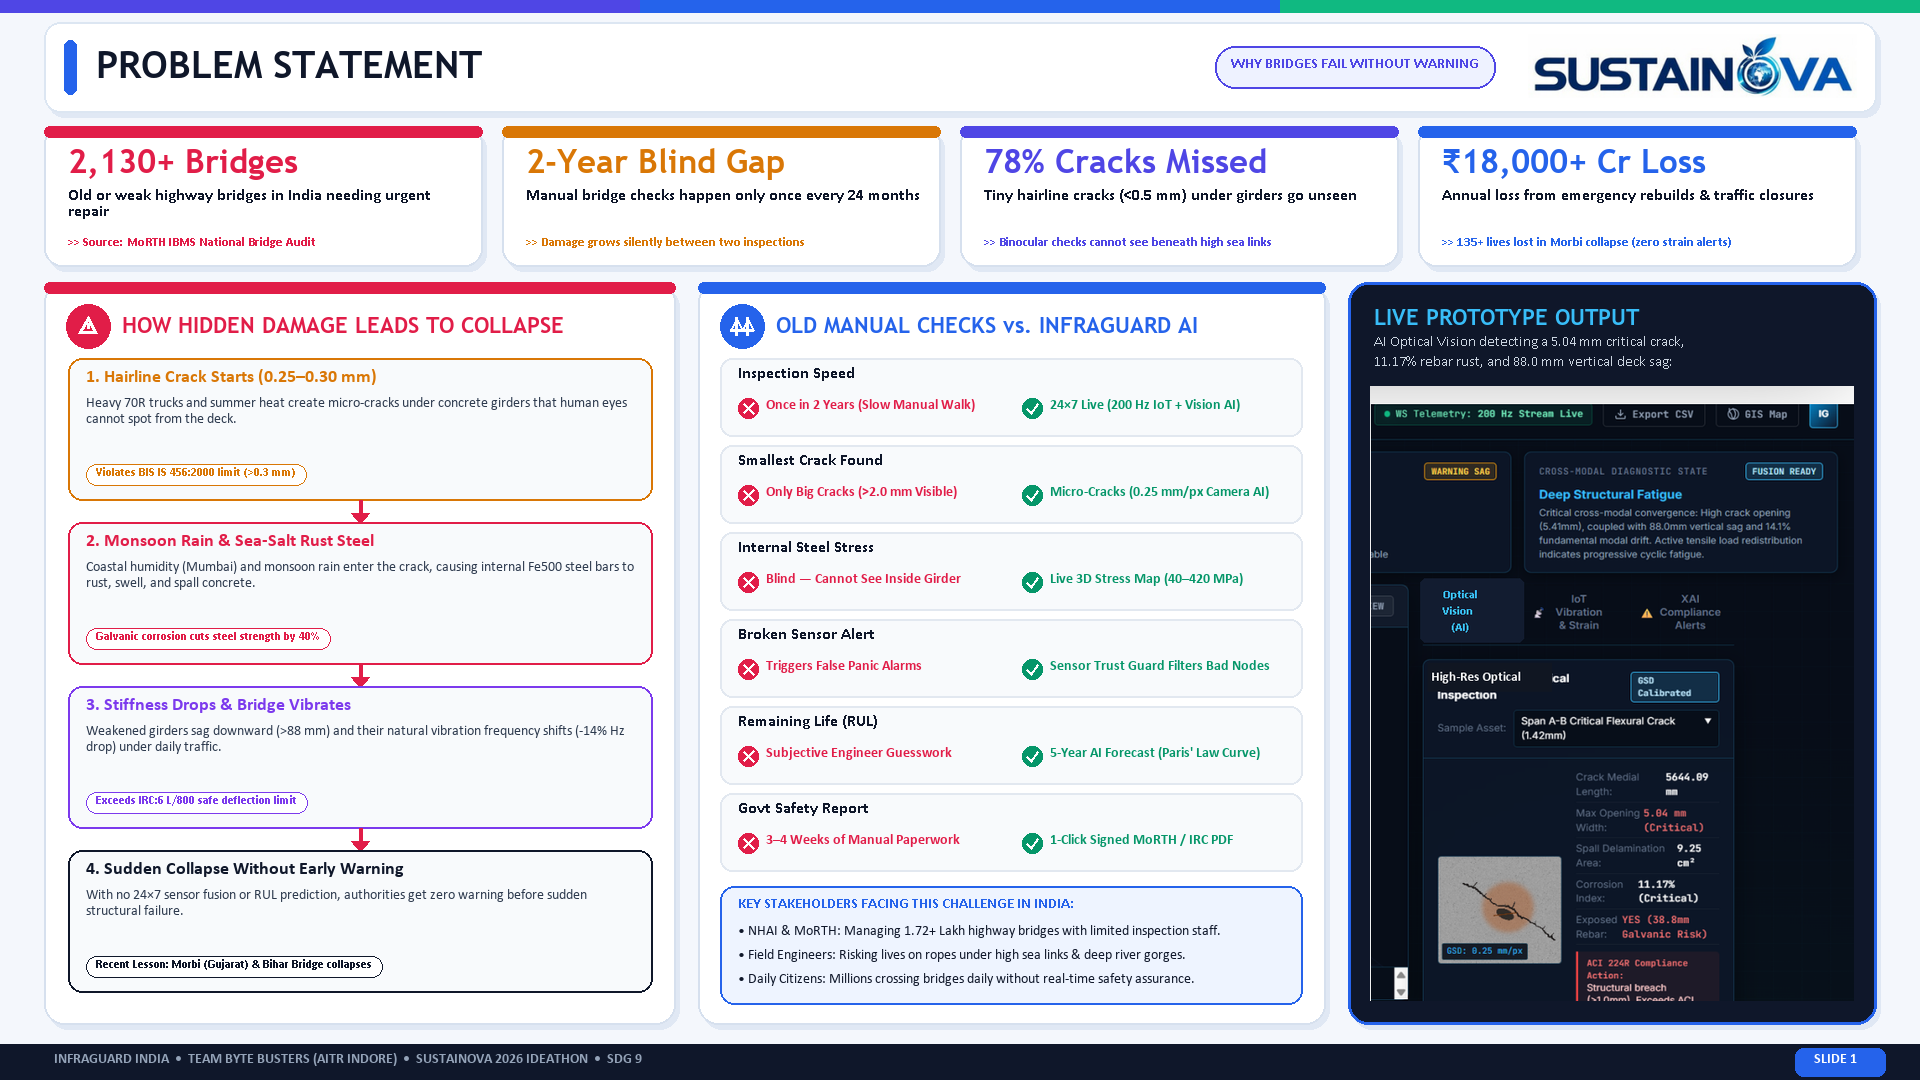 PROBLEM STATEMENT
WHY BRIDGES FAIL WITHOUT WARNING
SUSTAINOVA
2,130+ Bridges
Old or weak highway bridges in India needing urgent
repair
>> Source: MoRTH IBMS National Bridge Audit
2-Year Blind Gap
Manual bridge checks happen only once every 24 months
>> Damage grows silently between two inspections
78% Cracks Missed
Tiny hairline cracks (<0.5 mm) under girders go unseen
>> Binocular checks cannot see beneath high sea links
₹18,000+ Cr Loss
Annual loss from emergency rebuilds & traffic closures
>> 135+ lives lost in Morbi collapse (zero strain alerts)
HOW HIDDEN DAMAGE LEADS TO COLLAPSE
1. Hairline Crack Starts (0.25–0.30 mm)
Heavy 70R trucks and summer heat create micro-cracks under concrete girders that human eyes
cannot spot from the deck.
Violates BIS IS 456:2000 limit (>0.3 mm)
2. Monsoon Rain & Sea-Salt Rust Steel
Coastal humidity (Mumbai) and monsoon rain enter the crack, causing internal Fe500 steel bars to
rust, swell, and spall concrete.
Galvanic corrosion cuts steel strength by 40%
3. Stiffness Drops & Bridge Vibrates
Weakened girders sag downward (>88 mm) and their natural vibration frequency shifts (-14% Hz
drop) under daily traffic.
Exceeds IRC:6 L/800 safe deflection limit
4. Sudden Collapse Without Early Warning
With no 24×7 sensor fusion or RUL prediction, authorities get zero warning before sudden
structural failure.
Recent Lesson: Morbi (Gujarat) & Bihar Bridge collapses
OLD MANUAL CHECKS vs. INFRAGUARD AI
Inspection Speed
Once in 2 Years (Slow Manual Walk)
24×7 Live (200 Hz IoT + Vision AI)
Smallest Crack Found
Only Big Cracks (>2.0 mm Visible)
Micro-Cracks (0.25 mm/px Camera AI)
Internal Steel Stress
Blind — Cannot See Inside Girder
Live 3D Stress Map (40–420 MPa)
Broken Sensor Alert
Triggers False Panic Alarms
Sensor Trust Guard Filters Bad Nodes
Remaining Life (RUL)
Subjective Engineer Guesswork
5-Year AI Forecast (Paris' Law Curve)
Govt Safety Report
3–4 Weeks of Manual Paperwork
1-Click Signed MoRTH / IRC PDF
KEY STAKEHOLDERS FACING THIS CHALLENGE IN INDIA:
• NHAI & MoRTH: Managing 1.72+ Lakh highway bridges with limited inspection staff.
• Field Engineers: Risking lives on ropes under high sea links & deep river gorges.
• Daily Citizens: Millions crossing bridges daily without real-time safety assurance.
LIVE PROTOTYPE OUTPUT
AI Optical Vision detecting a 5.04 mm critical crack,
11.17% rebar rust, and 88.0 mm vertical deck sag:
WS Telemetry: 200 Hz Stream Live
Export CSV
GIS Map
IG
WARNING SAG
CROSS-MODAL DIAGNOSTIC STATE
FUSION READY
Deep Structural Fatigue
Critical cross-modal convergence: High crack opening
(5.41mm), coupled with 88.0mm vertical sag and 14.1%
fundamental modal drift. Active tensile load redistribution
indicates progressive cyclic fatigue.
able
EW
Optical
Vision
(AI)
IoT
Vibration
& Strain
XAI
Compliance
Alerts
High-Res Optical ical
Inspection
GSD
Calibrated
Sample Asset:
Span A-B Critical Flexural Crack
(1.42mm)
Crack Medial 5644.09
Length: mm
Max Opening 5.04 mm
Width: (Critical)
Spall Delamination 9.25
Area: cm²
Corrosion 11.17%
Index: (Critical)
Exposed YES (38.8mm
Rebar: Galvanic Risk)
GSD: 0.25 mm/px
ACI 224R Compliance
Action:
Structural breach
(>1.0mm). Exceeds ACI
INFRAGUARD INDIA • TEAM BYTE BUSTERS (AITR INDORE) • SUSTAINOVA 2026 IDEATHON • SDG 9
SLIDE 1